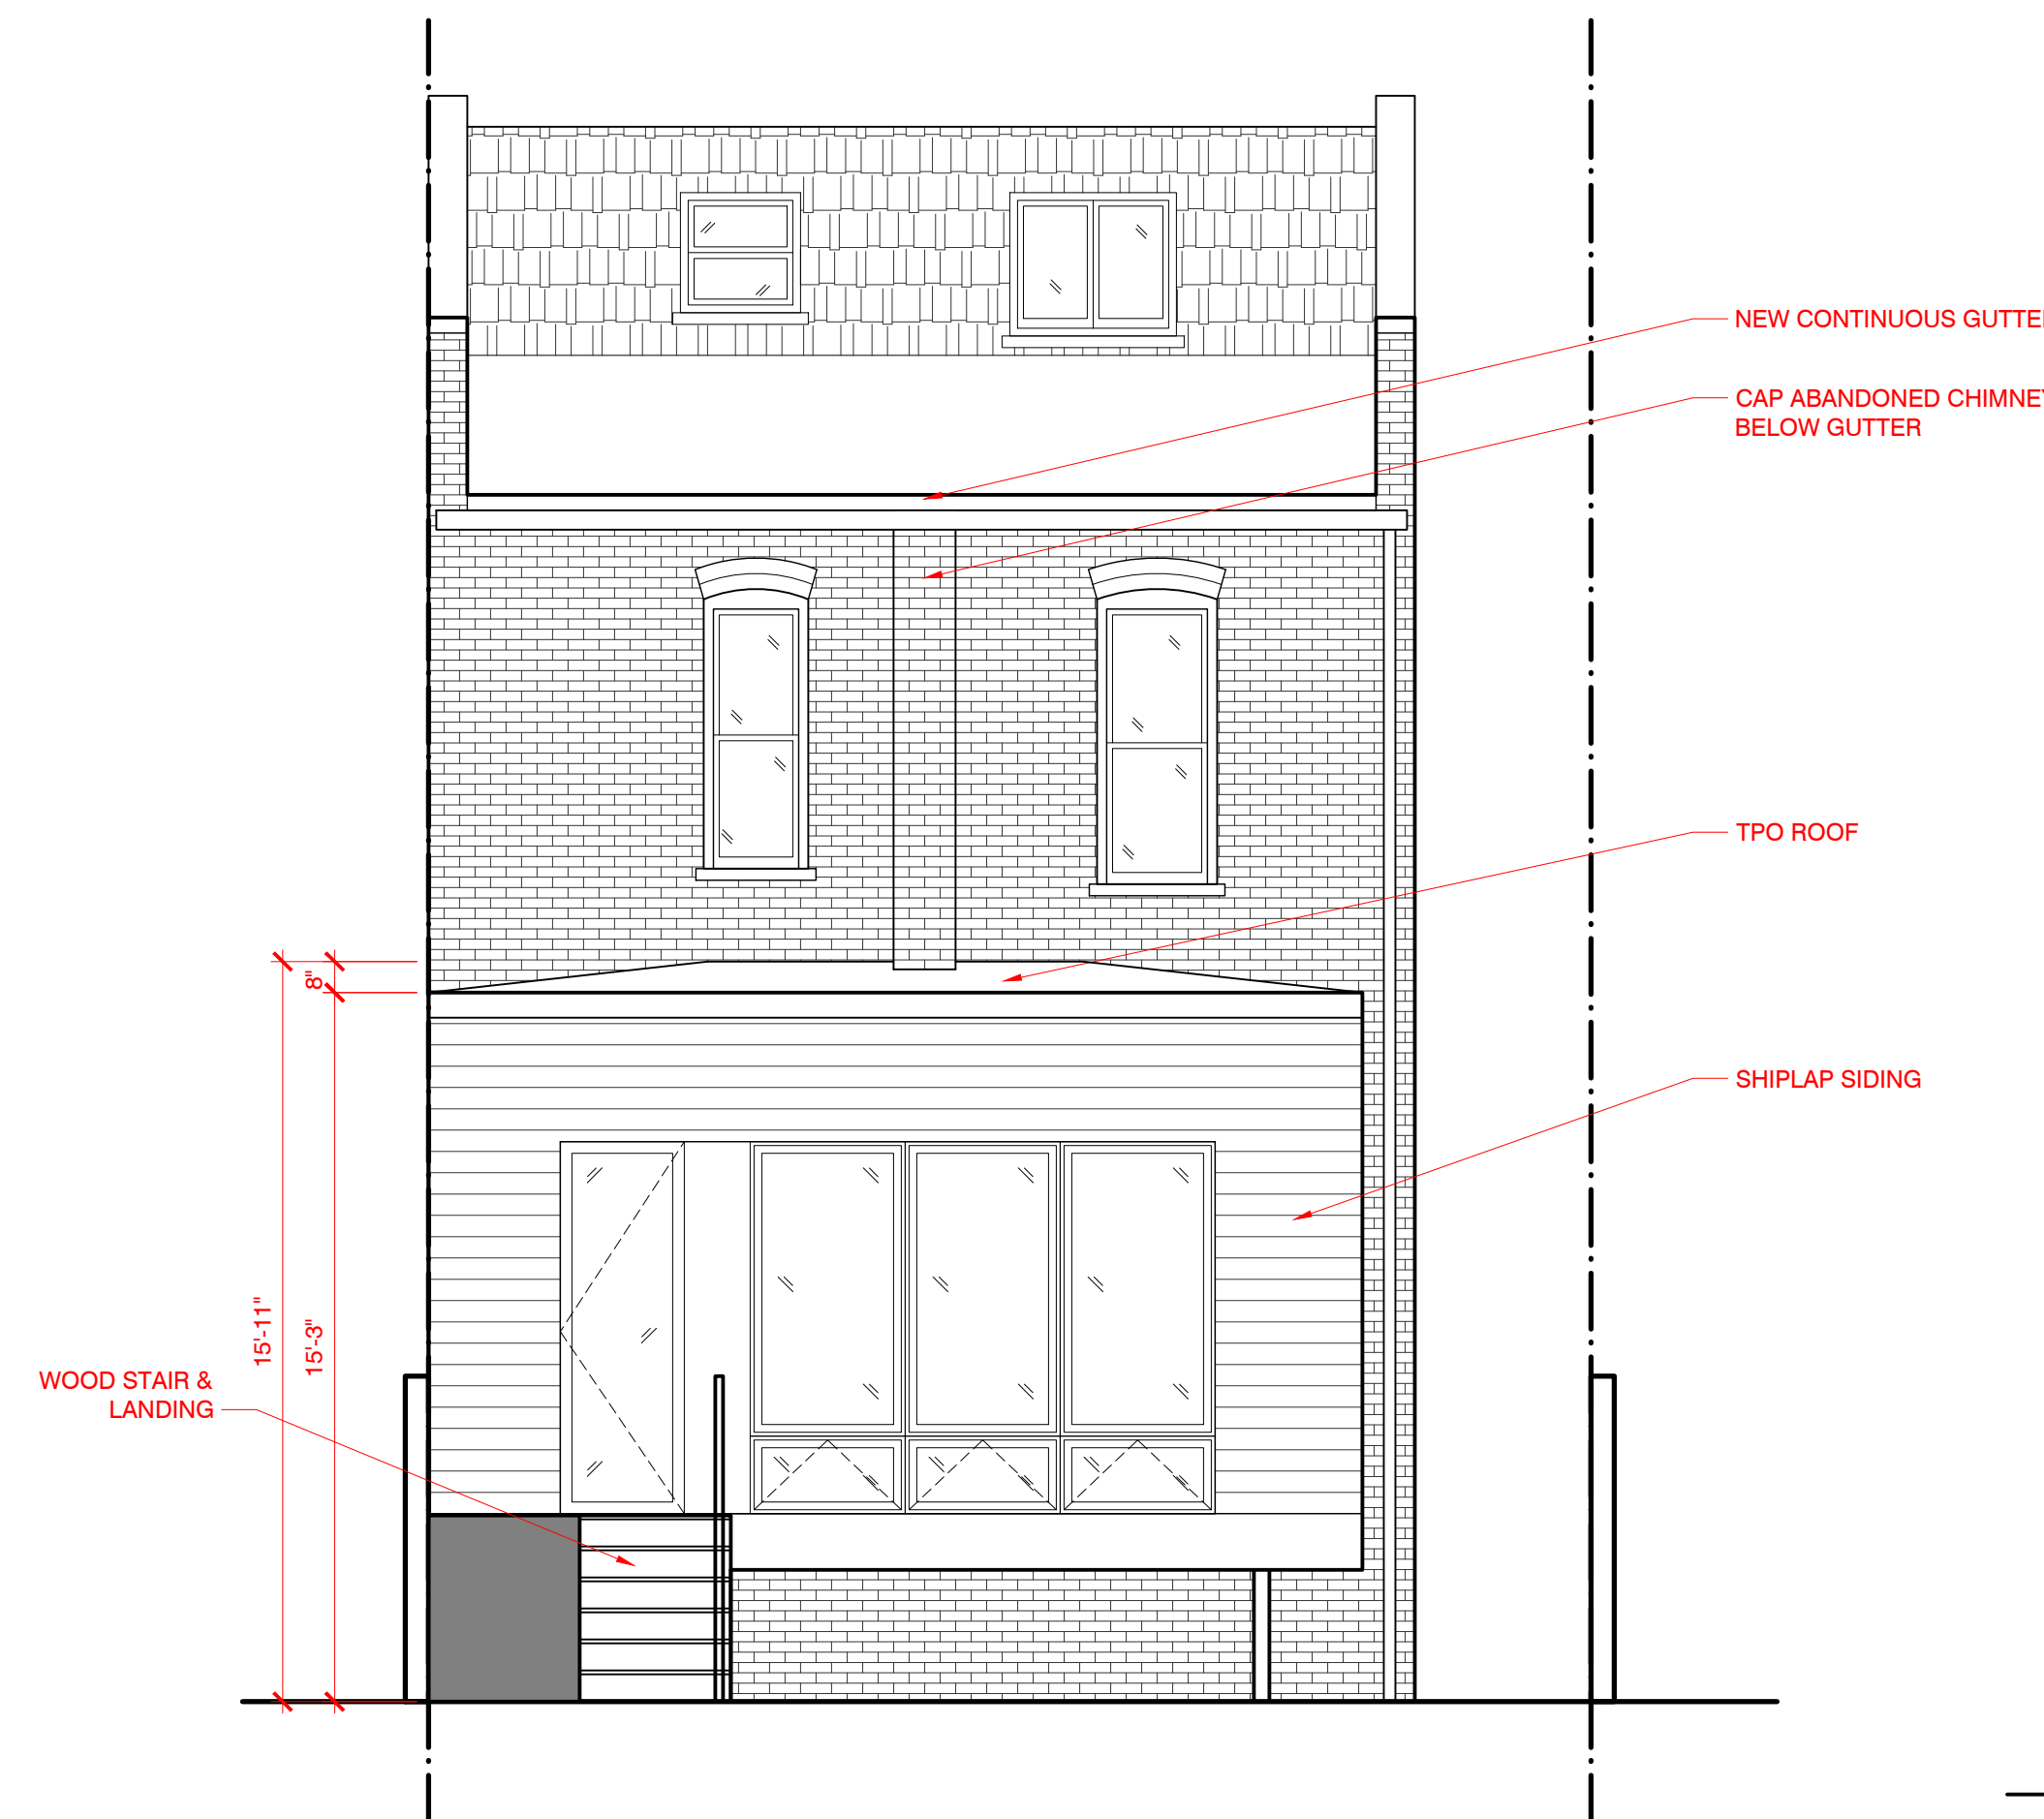 NEW CONTINUOUS GUTTE
CAP ABANDONED CHIMNEY
BELOW GUTTER
TPO ROOF
8"
SHIPLAP SIDING
15'-11"
15'-3"
WOOD STAIR &
LANDING